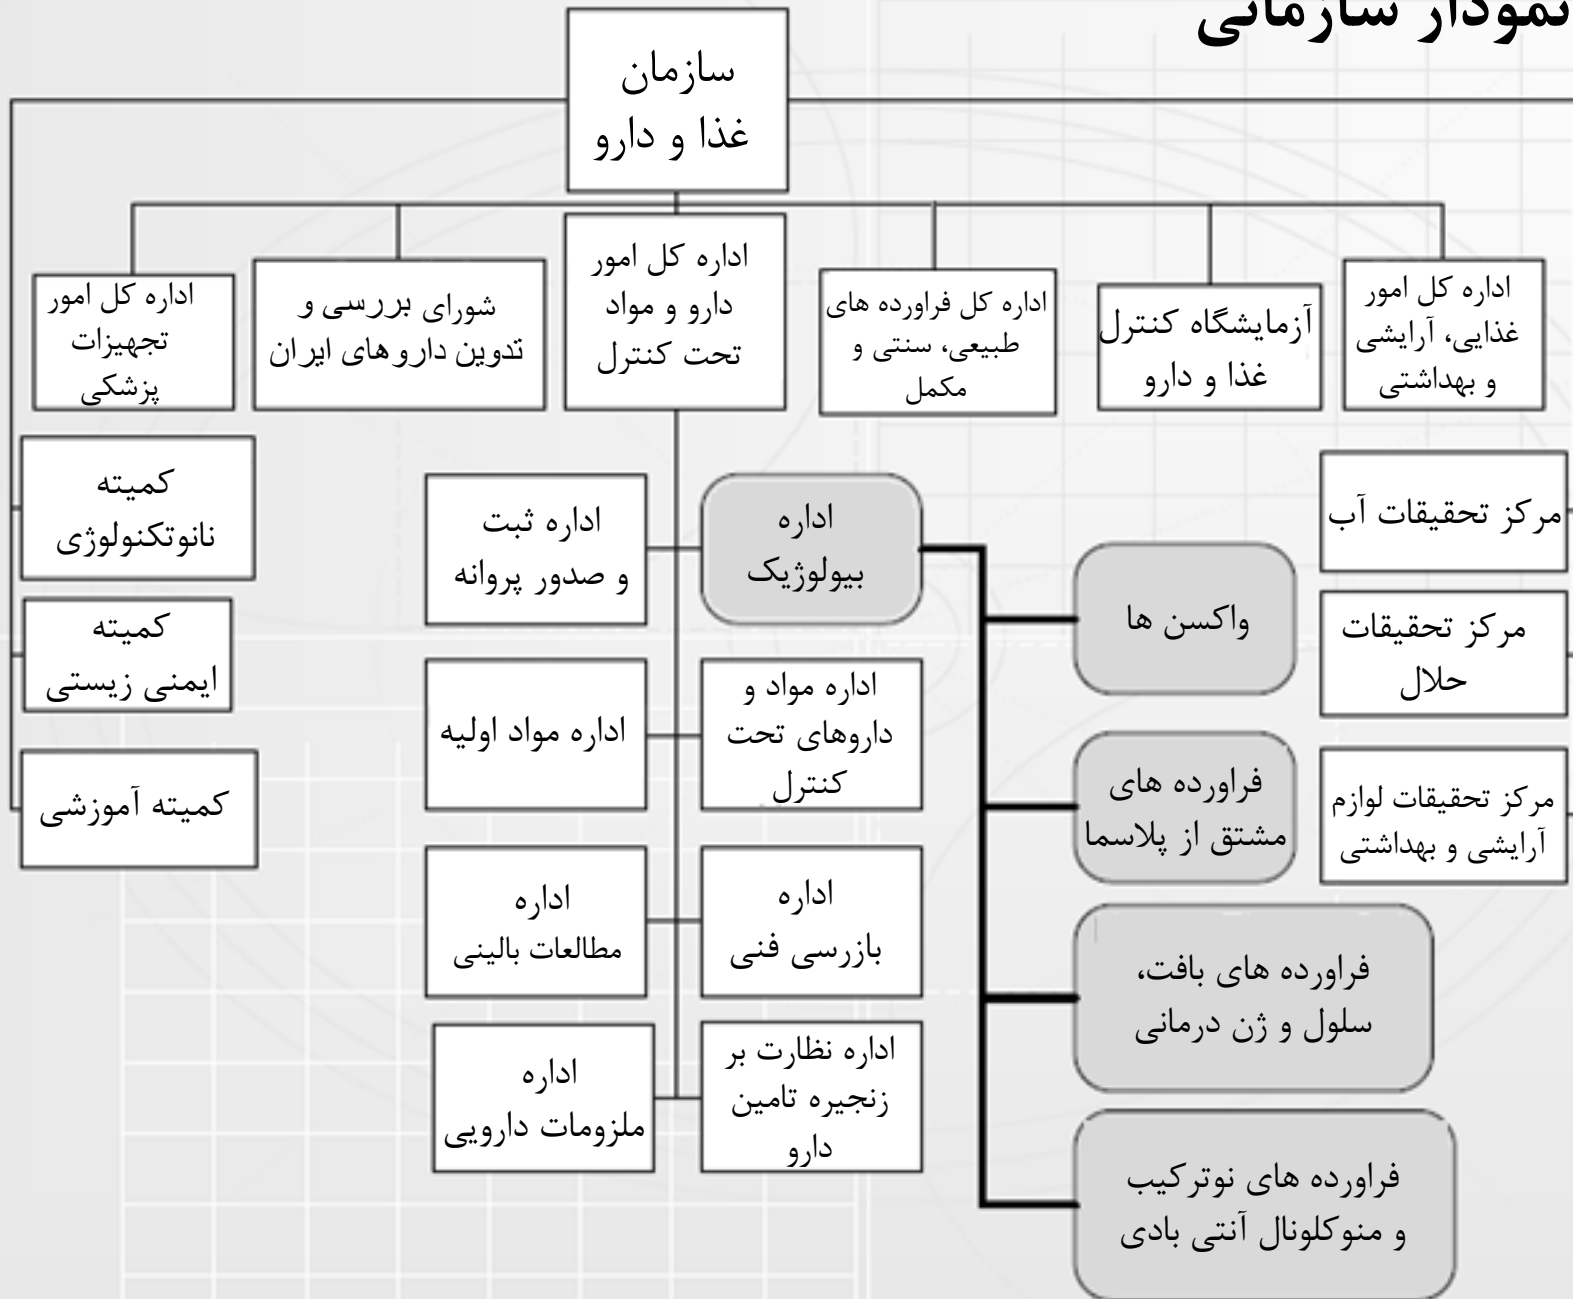 نمودار سازمانی
سازمان
غذا و دارو
اداره کل امور
غذایی، آرایشی
و بهداشتی
آزمایشگاه کنترل
غذا و دارو
اداره کل فراورده های
طبیعی، سنتی و
مکمل
اداره کل امور
دارو و مواد
تحت کنترل
شورای بررسی و
تدوین داروهای ایران
اداره کل امور
تجهیزات
پزشکی
مرکز تحقیقات آب
مرکز تحقیقات
حلال
مرکز تحقیقات لوازم
آرایشی و بهداشتی
واکسن ها
فراورده های
مشتق از پلاسما
فراورده های بافت،
سلول و ژن درمانی
فراورده های نوترکیب
و منوکلونال آنتی بادی
اداره
بیولوژیک
اداره مواد و
داروهای تحت
کنترل
اداره
بازرسی فنی
اداره نظارت بر
زنجیره تامین
دارو
اداره ثبت
و صدور پروانه
اداره مواد اولیه
اداره
مطالعات بالینی
اداره
ملزومات دارویی
کمیته
نانوتکنولوژی
کمیته
ایمنی زیستی
کمیته آموزشی